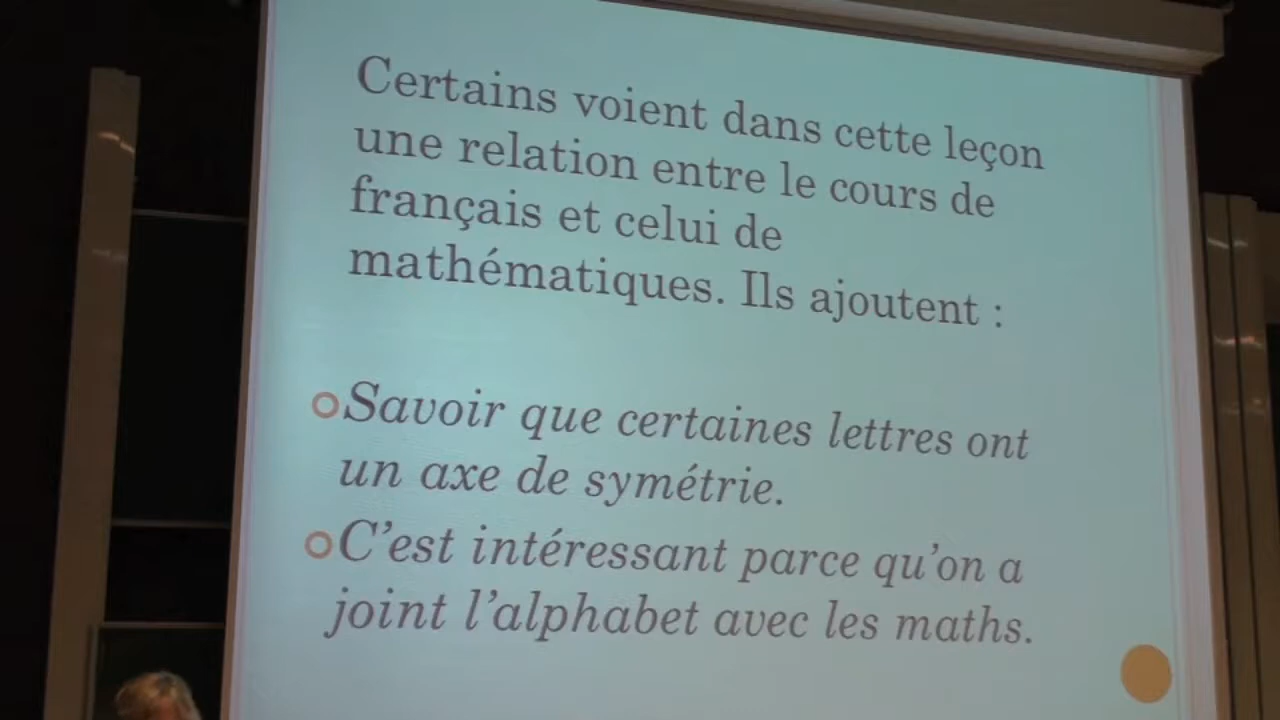 Certains voient dans cette leçon
une relation entre le cours de
français et celui de
mathématiques. Ils ajoutent :
Savoir que certaines lettres ont
un axe de symétrie.
C'est intéressant parce qu'on a
joint l'alphabet avec les maths.